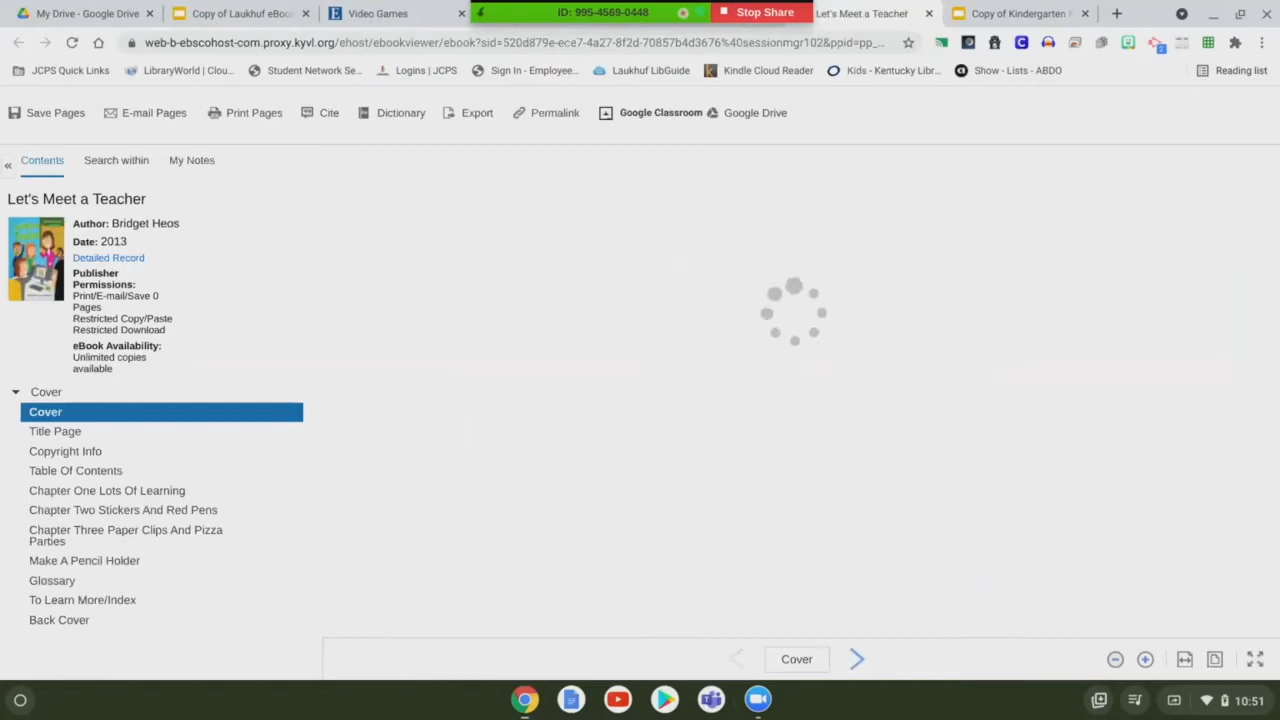 My Drive - Google Drive
Copy of Laukhuf eBoo
Video Games
ID: 995-4569-0448
Stop Share
Let's Meet a Teacher
Copy of Kindergarten
web-b-ebscohost-com.proxy.kyvl.org/ehost/ebookviewer/ebook?sid=520d879e-ece7-4a27-8f2d-70857b4d3676%40sessionmgr102&ppid=pp_...
JCPS Quick Links
LibraryWorld | Clou...
Student Network Se...
Logins | JCPS
Sign In - Employee...
Laukhuf LibGuide
Kindle Cloud Reader
Kids - Kentucky Libr...
Show - Lists - ABDO
Reading list
Save Pages
E-mail Pages
Print Pages
Cite
Dictionary
Export
Permalink
Google Classroom
Google Drive
« Contents
Search within
My Notes
Let's Meet a Teacher
Author: Bridget Heos
Date: 2013
Detailed Record
Publisher
Permissions:
Print/E-mail/Save 0
Pages
Restricted Copy/Paste
Restricted Download
eBook Availability:
Unlimited copies
available
Cover
Cover
Title Page
Copyright Info
Table Of Contents
Chapter One Lots Of Learning
Chapter Two Stickers And Red Pens
Chapter Three Paper Clips And Pizza
Parties
Make A Pencil Holder
Glossary
To Learn More/Index
Back Cover
Cover
10:51